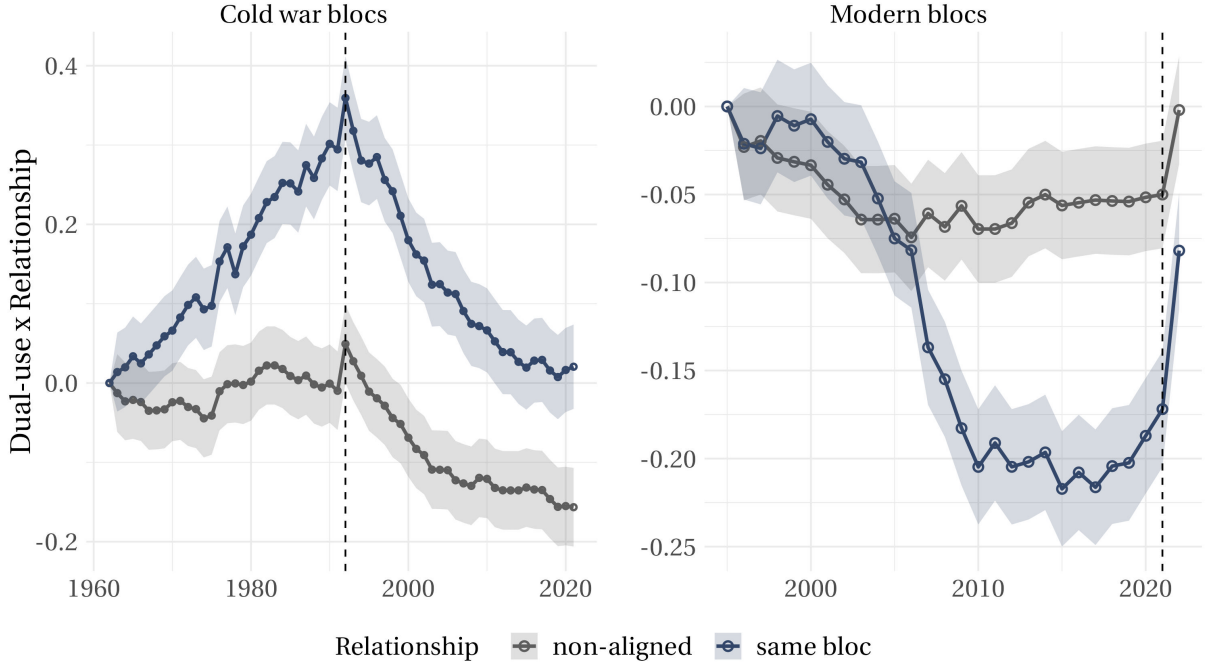 Cold war blocs
Modern blocs
Dual-use x Relationship
0.4
0.2
0.0
-0.2
1960 1980 2000 2020
0.00
-0.05
-0.10
-0.15
-0.20
-0.25
2000 2010 2020
Relationship non-aligned same bloc